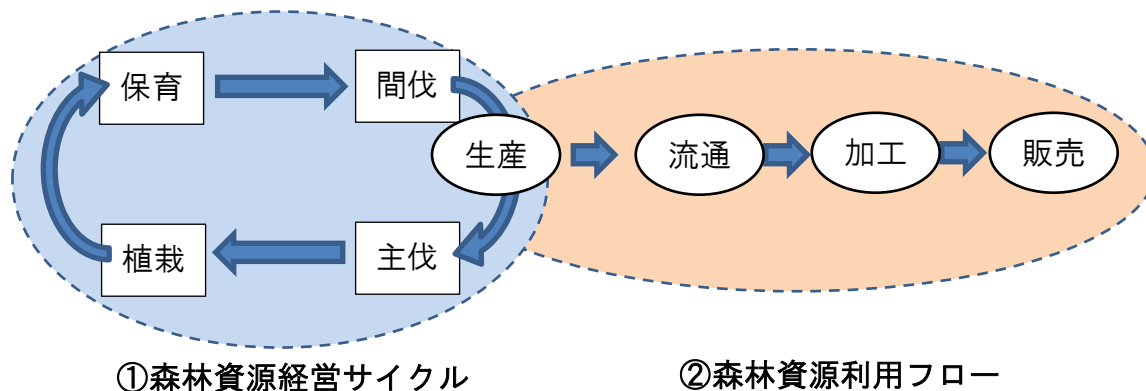 保育
間伐
生産
流通
加工
販売
植栽
主伐
①森林資源経営サイクル
②森林資源利用フロー